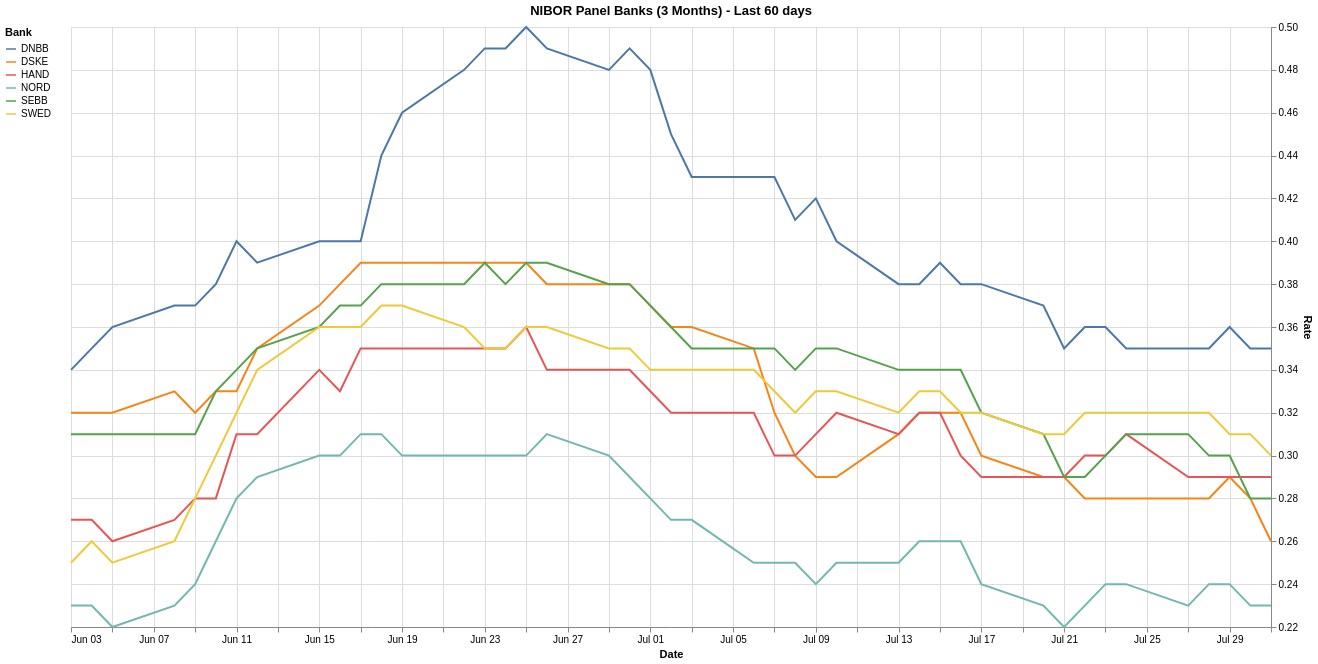 NIBOR Panel Banks (3 Months) - Last 60 days
Bank
DNBB
DSKE
HAND
NORD
SEBB
SWED
0.50
0.48
0.46
0.44
0.42
0.40
0.38
0.36
0.34
0.32
0.30
0.28
0.26
0.24
0.22
Rate
Jun 03 Jun 07 Jun 11 Jun 15 Jun 19 Jun 23 Jun 27 Jul 01 Jul 05 Jul 09 Jul 13 Jul 17 Jul 21 Jul 25 Jul 29
Date